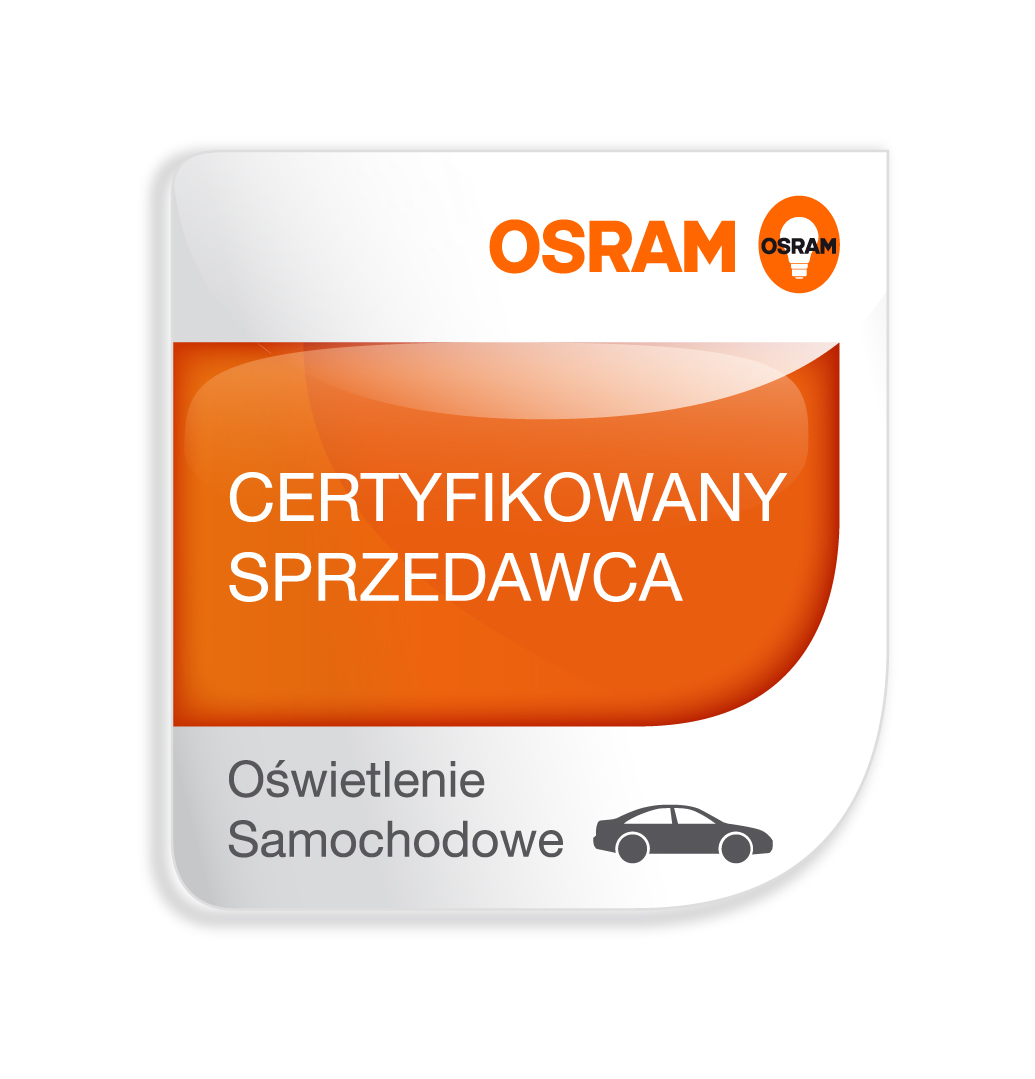 OSRAM OSRAM
CERTYFIKOWANY
SPRZEDAWCA
Oświetlenie
Samochodowe